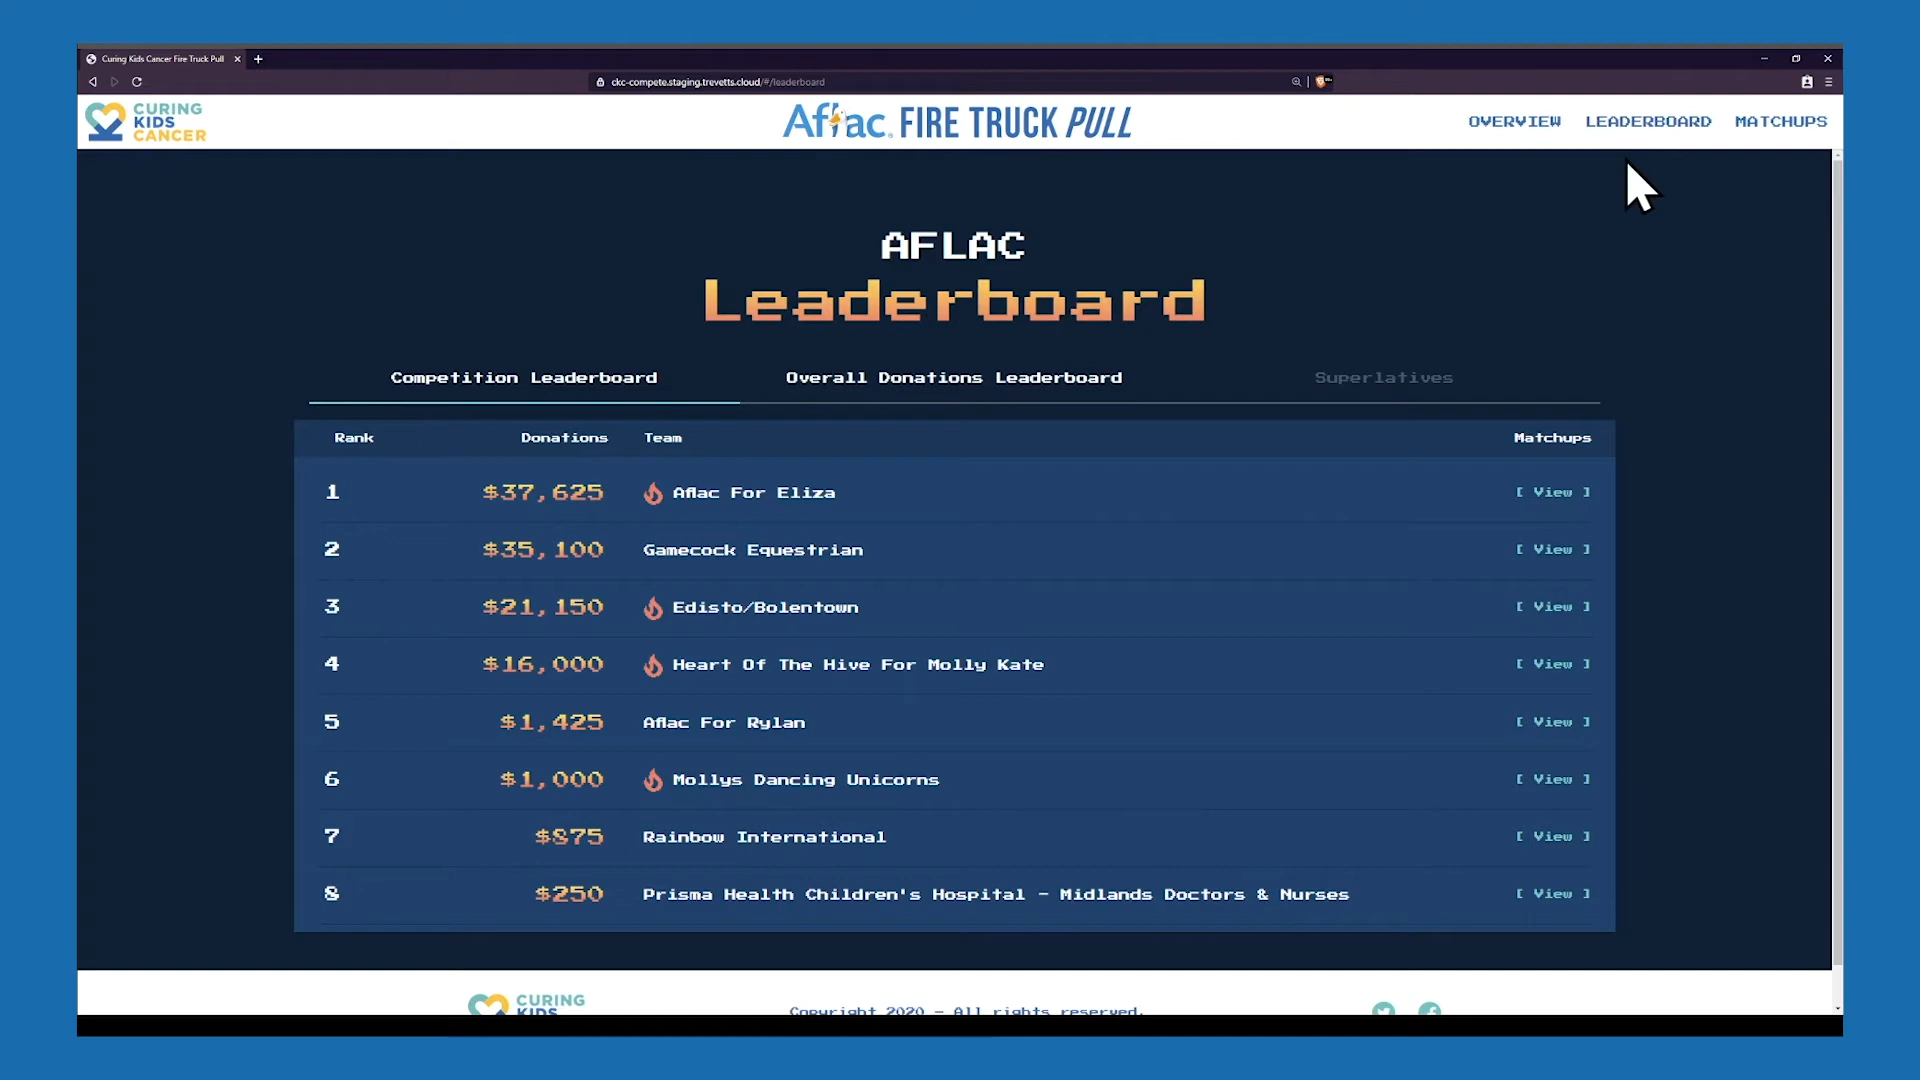 Curing Kids Cancer Fire Truck Pull
ckc-compete.staging.trevetts.cloud/#/leaderboard
CURING
KIDS
CANCER
Aflac. FIRE TRUCK PULL
OVERVIEW LEADERBOARD MATCHUPS
AFLAC
Leaderboard
Competition Leaderboard Overall Donations Leaderboard Superlatives
Rank Donations Team Matchups
1 $37,625 Aflac For Eliza [ View ]
2 $35,100 Gamecock Equestrian [ View ]
3 $21,150 Edisto/Bolentown [ View ]
4 $16,000 Heart Of The Hive For Molly Kate [ View ]
5 $1,425 Aflac For Rylan [ View ]
6 $1,000 Mollys Dancing Unicorns [ View ]
7 $875 Rainbow International [ View ]
8 $250 Prisma Health Children's Hospital - Midlands Doctors & Nurses [ View ]
CURING
KIDS
Copyright 2020 - All rights reserved.